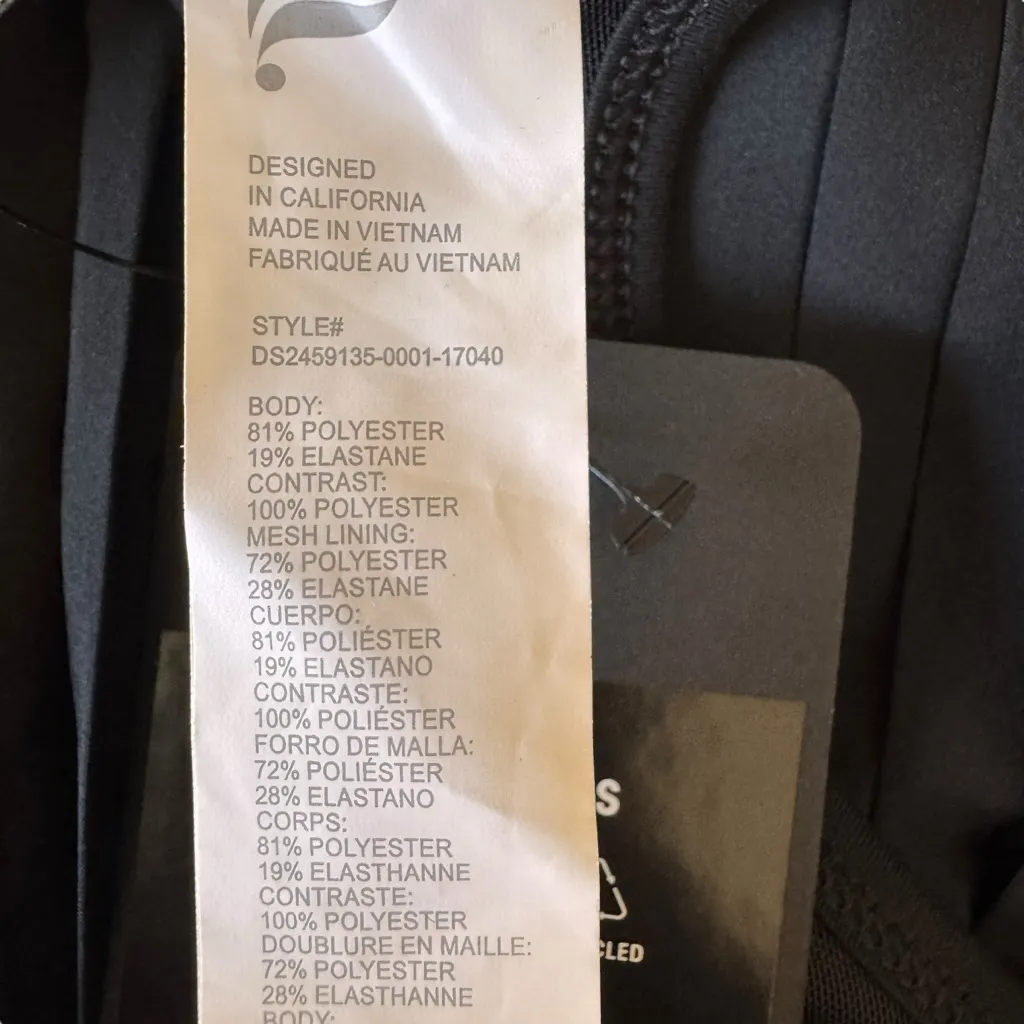 DESIGNED
IN CALIFORNIA
MADE IN VIETNAM
FABRIQUÉ AU VIETNAM
STYLE#
DS2459135-0001-17040
BODY:
81% POLYESTER
19% ELASTANE
CONTRAST:
100% POLYESTER
MESH LINING:
72% POLYESTER
28% ELASTANE
CUERPO:
81% POLIÉSTER
19% ELASTANO
CONTRASTE:
100% POLIÉSTER
FORRO DE MALLA:
72% POLIÉSTER
28% ELASTANO
CORPS:
81% POLYESTER
19% ELASTHANNE
CONTRASTE:
100% POLYESTER
DOUBLURE EN MAILLE:
72% POLYESTER
28% ELASTHANNE
BODY:
S
CLED